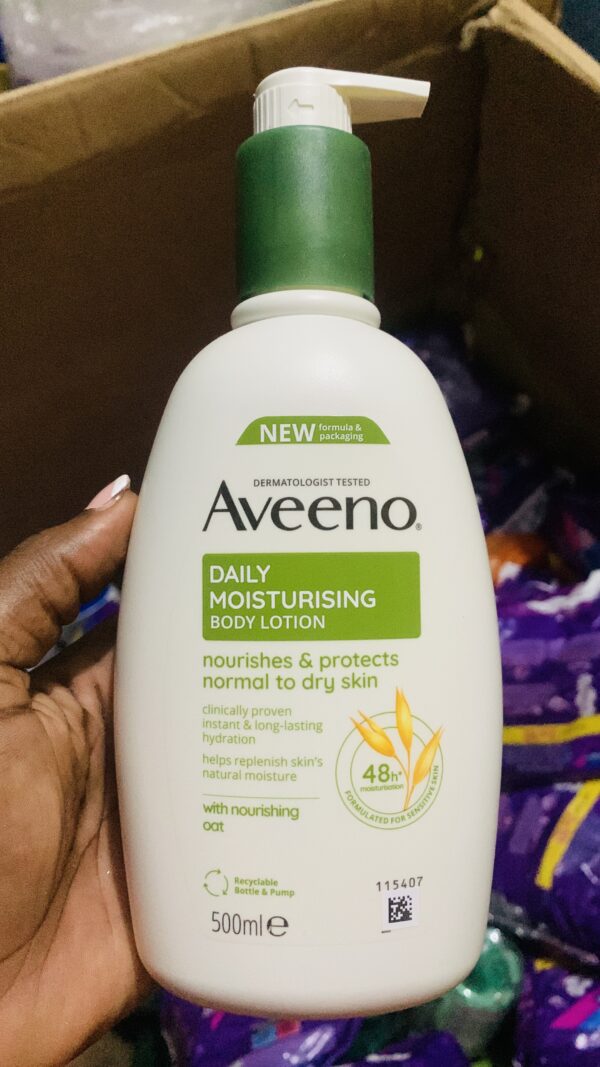 NEW formula &
packaging
DERMATOLOGIST TESTED
Aveeno®
DAILY
MOISTURISING
BODY LOTION
nourishes & protects
normal to dry skin
clinically proven
instant & long-lasting
hydration
helps replenish skin's
natural moisture
with nourishing
oat
48h*
moisturisation
FORMULATED FOR SENSITIVE SKIN
Recyclable
Bottle & Pump
500ml ℮
115407